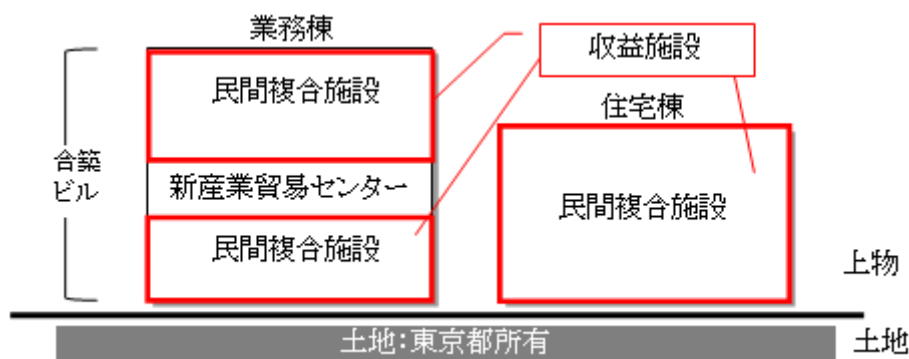 業務棟
収益施設
民間複合施設
住宅棟
合築
ビル
新産業貿易センター
民間複合施設
民間複合施設
上物
土地:東京都所有
土地